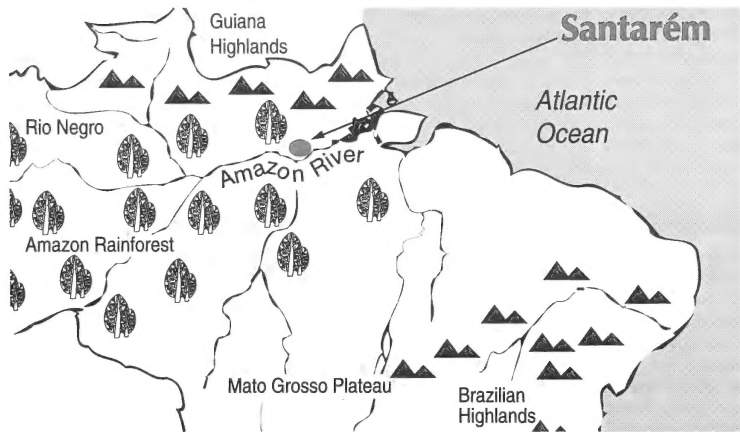 Guiana
Highlands
Santarém
Atlantic
Ocean
Rio Negro
Amazon River
Amazon Rainforest
Mato Grosso Plateau
Brazilian
Highlands